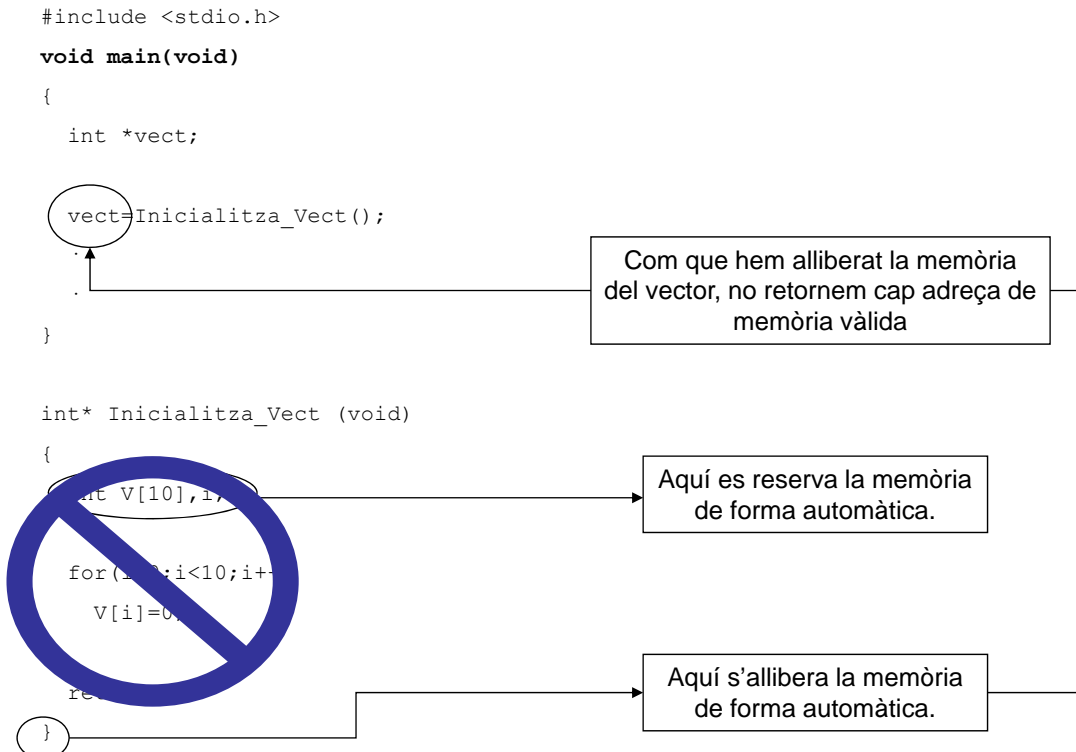 #include <stdio.h>
void main(void)
{
int *vect;
vect=Inicialitza_Vect();
.
.
}
Com que hem alliberat la memòria
del vector, no retornem cap adreça de
memòria vàlida
int* Inicialitza_Vect (void)
{
V[10],i;
Aquí es reserva la memòria
de forma automàtica.
for(i ;i<10;i+
V[i]=0
Aquí s'allibera la memòria
de forma automàtica.
}